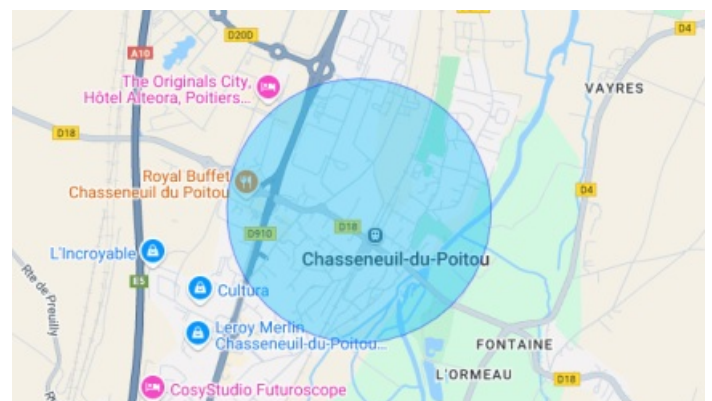 D20D
D4
A10
The Originals City,
Hôtel Alteora, Poitiers...
VAYRES
D18
Royal Buffet
Chasseneuil du Poitou
D4
D910
D18
L'Incroyable
Chasseneuil-du-Poitou
E5
Rte de Preuilly
Cultura
Leroy Merlin
Chasseneuil-du-Poitou...
FONTAINE
L'ORMEAU
D18
CosyStudio Futuroscope